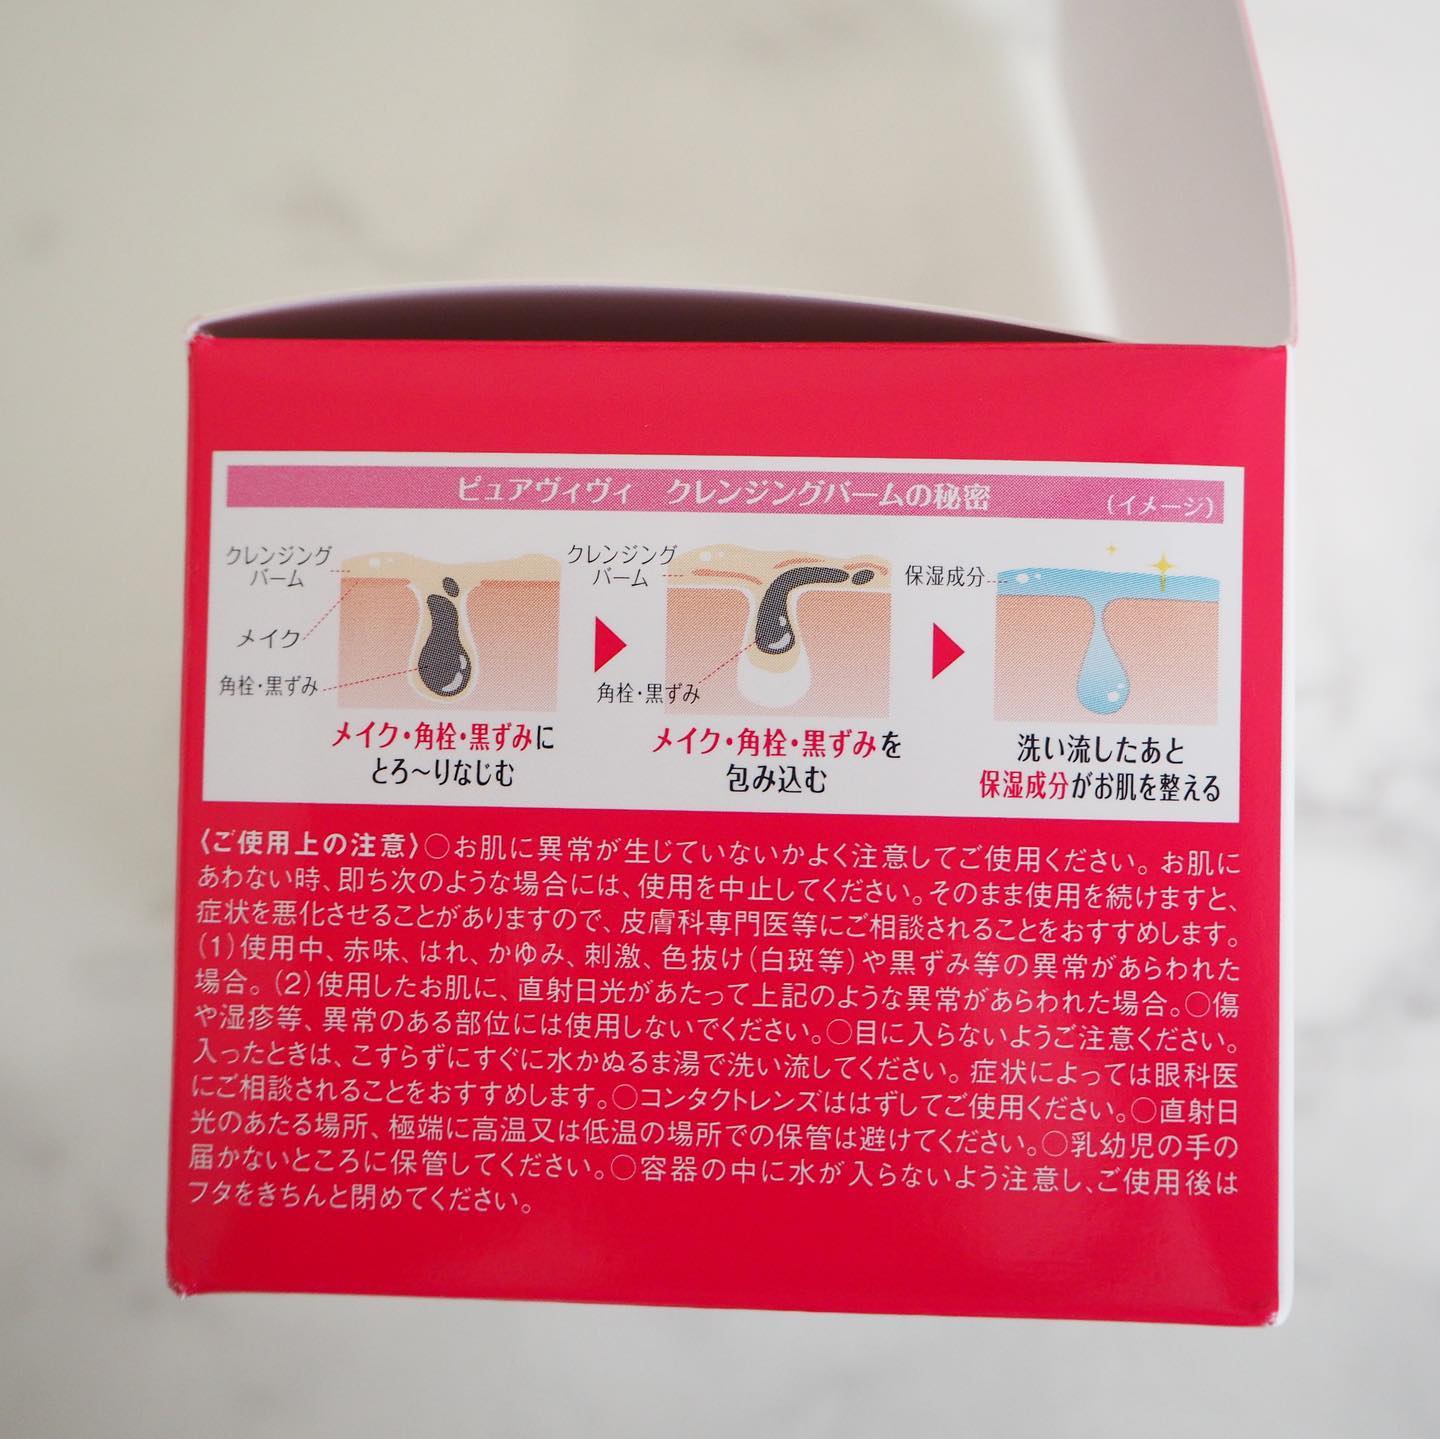 ピュアヴィヴィ　クレンジングバームの秘密　(イメージ)
クレンジング
バーム
メイク
角栓・黒ずみ
メイク・角栓・黒ずみに
とろ～りなじむ
クレンジング
バーム
角栓・黒ずみ
メイク・角栓・黒ずみを
包み込む
保湿成分
洗い流したあと
保湿成分がお肌を整える
〈ご使用上の注意〉○お肌に異常が生じていないかよく注意してご使用ください。お肌に
あわない時、即ち次のような場合には、使用を中止してください。そのまま使用を続けますと、
症状を悪化させることがありますので、皮膚科専門医等にご相談されることをおすすめします。
(1)使用中、赤味、はれ、かゆみ、刺激、色抜け(白斑等)や黒ずみ等の異常があらわれた
場合。(2)使用したお肌に、直射日光があたって上記のような異常があらわれた場合。○傷
や湿疹等、異常のある部位には使用しないでください。○目に入らないようご注意ください。
入ったときは、こすらずにすぐに水かぬるま湯で洗い流してください。症状によっては眼科医
にご相談されることをおすすめします。○コンタクトレンズははずしてご使用ください。○直射日
光のあたる場所、極端に高温又は低温の場所での保管は避けてください。○乳幼児の手の
届かないところに保管してください。○容器の中に水が入らないよう注意し、ご使用後は
フタをきちんと閉めてください。